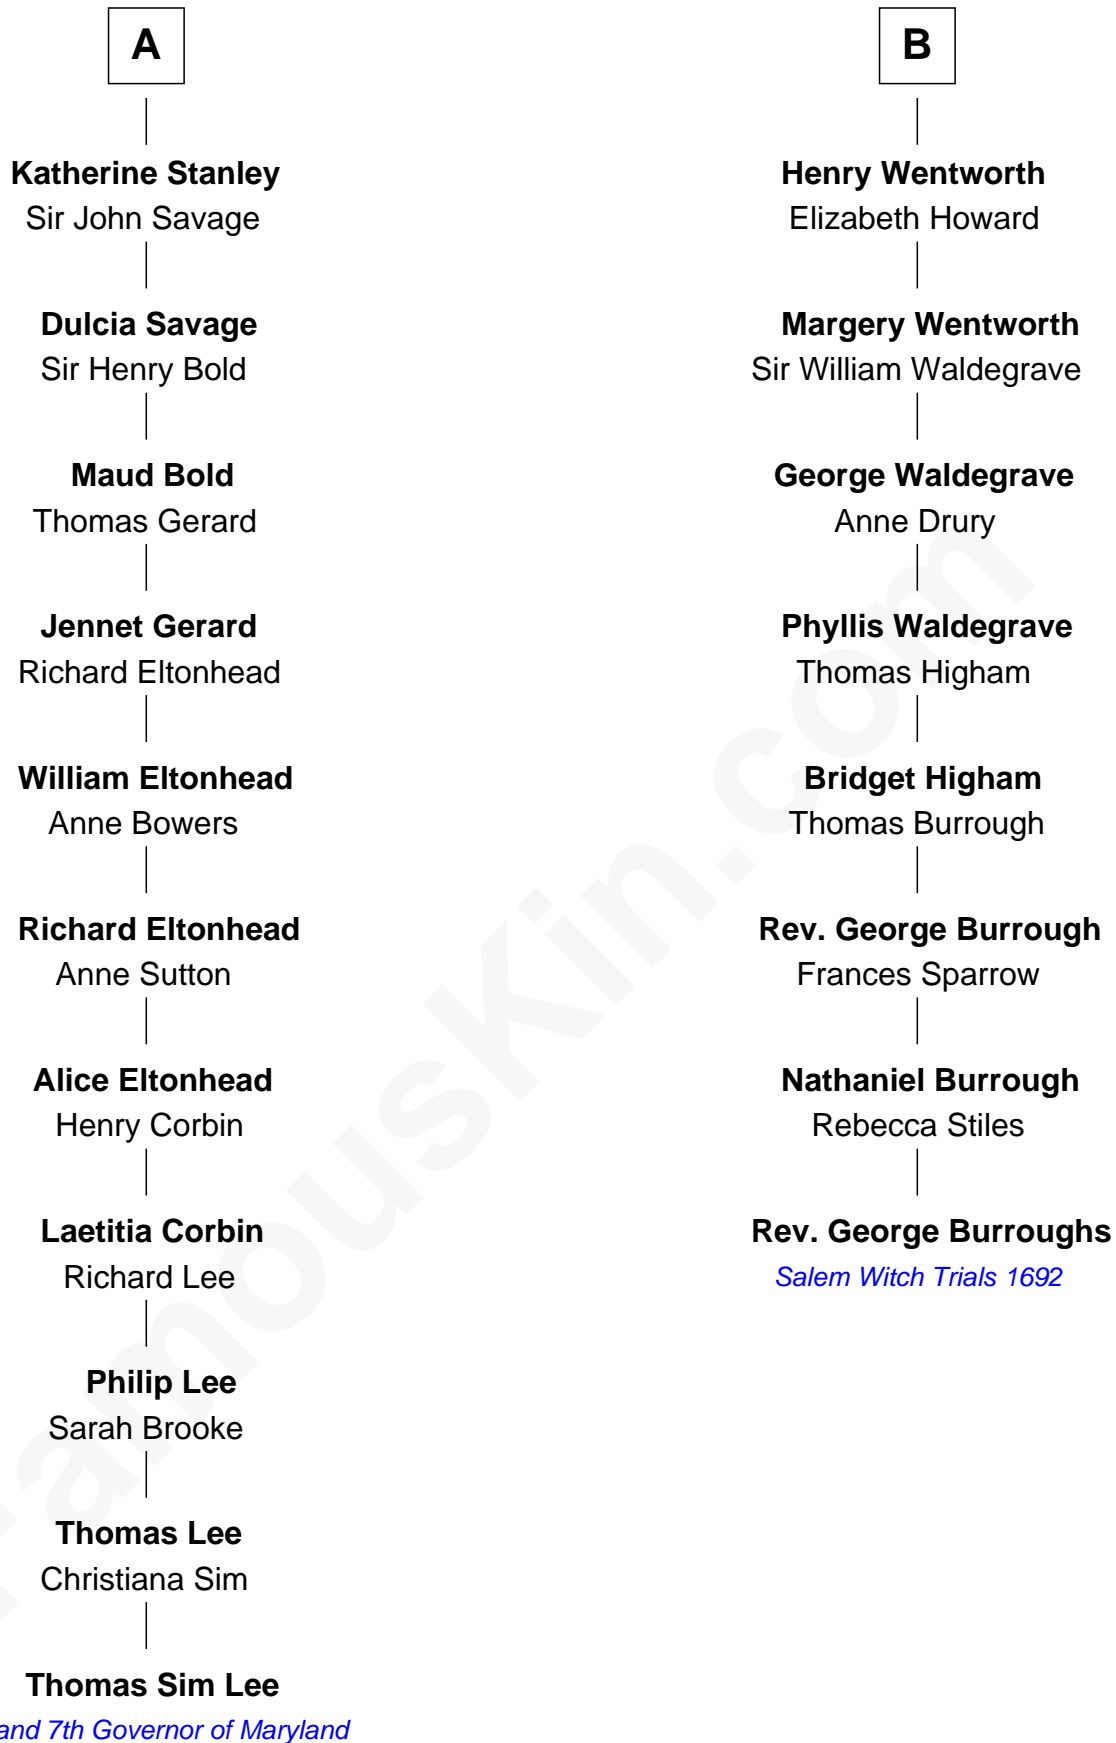 A
Katherine Stanley
Sir John Savage
Dulcia Savage
Sir Henry Bold
Maud Bold
Thomas Gerard
Jennet Gerard
Richard Eltonhead
William Eltonhead
Anne Bowers
Richard Eltonhead
Anne Sutton
Alice Eltonhead
Henry Corbin
Laetitia Corbin
Richard Lee
Philip Lee
Sarah Brooke
Thomas Lee
Christiana Sim
Thomas Sim Lee
and 7th Governor of Maryland
B
Henry Wentworth
Elizabeth Howard
Margery Wentworth
Sir William Waldegrave
George Waldegrave
Anne Drury
Phyllis Waldegrave
Thomas Higham
Bridget Higham
Thomas Burrough
Rev. George Burrough
Frances Sparrow
Nathaniel Burrough
Rebecca Stiles
Rev. George Burroughs
Salem Witch Trials 1692
FamousKin.com